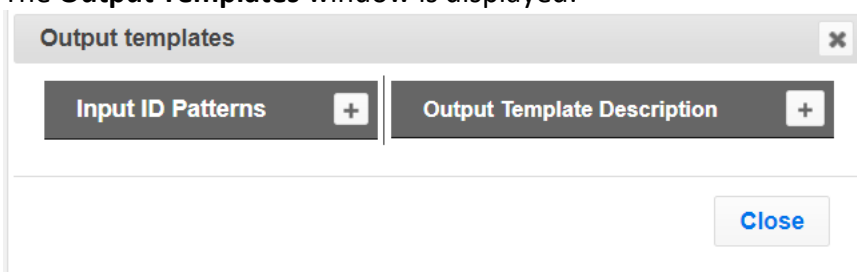 The Output Templates window is displayed.
Output templates
Input ID Patterns + Output Template Description +
Close